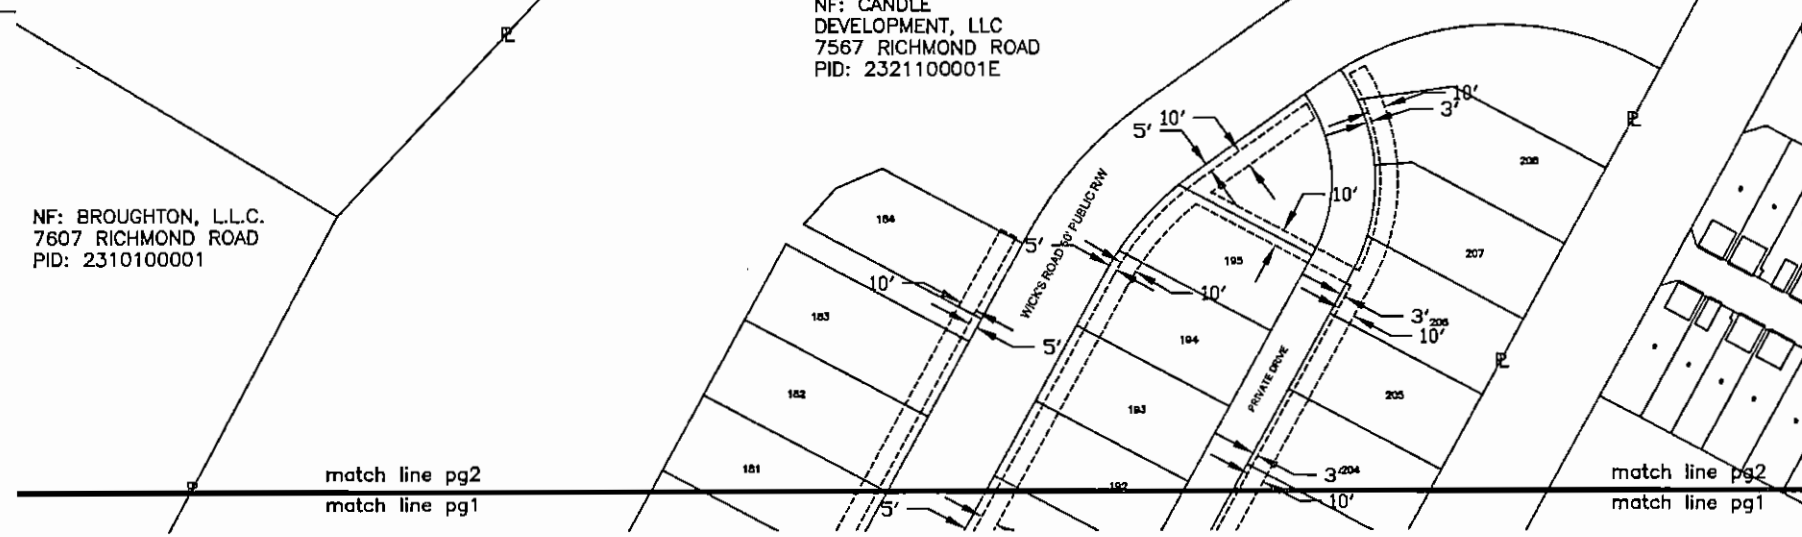 NF: CANDLE
DEVELOPMENT, LLC
7567 RICHMOND ROAD
PID: 2321100001E
NF: BROUGHTON, L.L.C.
7607 RICHMOND ROAD
PID: 2310100001
PL
PL
PL
P
10'
3'
5' 10'
10'
208
184
WICK'S ROAD 50' PUBLIC R/W
5'
195
207
10'
10'
183
3'
206
10'
5'
194
PRIVATE DRIVE
182
193
205
181
192
3'
204
10'
5'
match line pg2
match line pg1
match line pg2
match line pg1